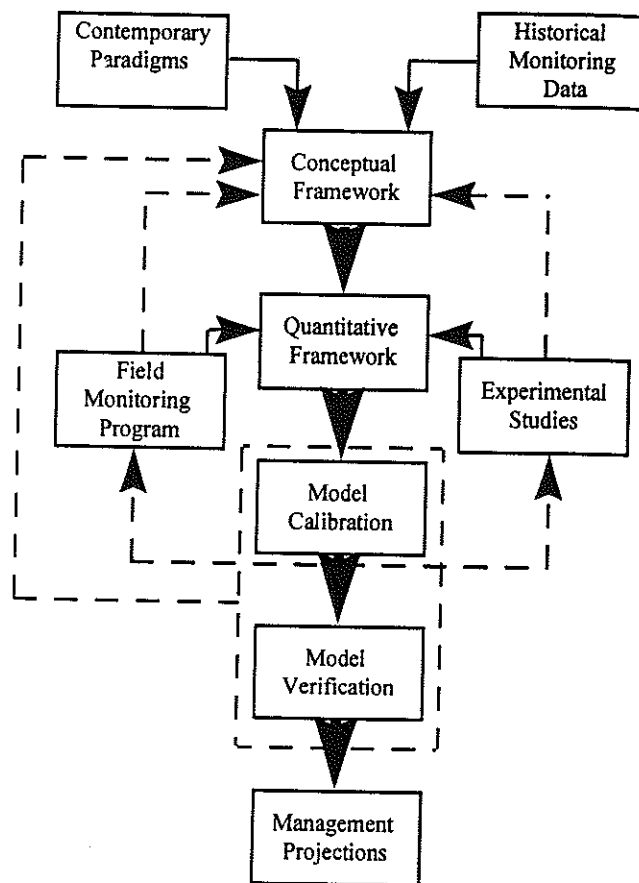 Contemporary
Paradigms
Historical
Monitoring
Data
Conceptual
Framework
Quantitative
Framework
Field
Monitoring
Program
Experimental
Studies
Model
Calibration
Model
Verification
Management
Projections